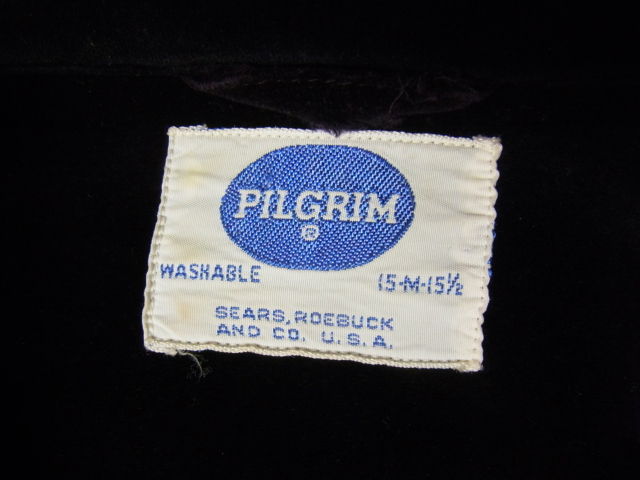 PILGRIM
®
WASHABLE 15-M-15½
SEARS, ROEBUCK
AND CO. U.S.A.